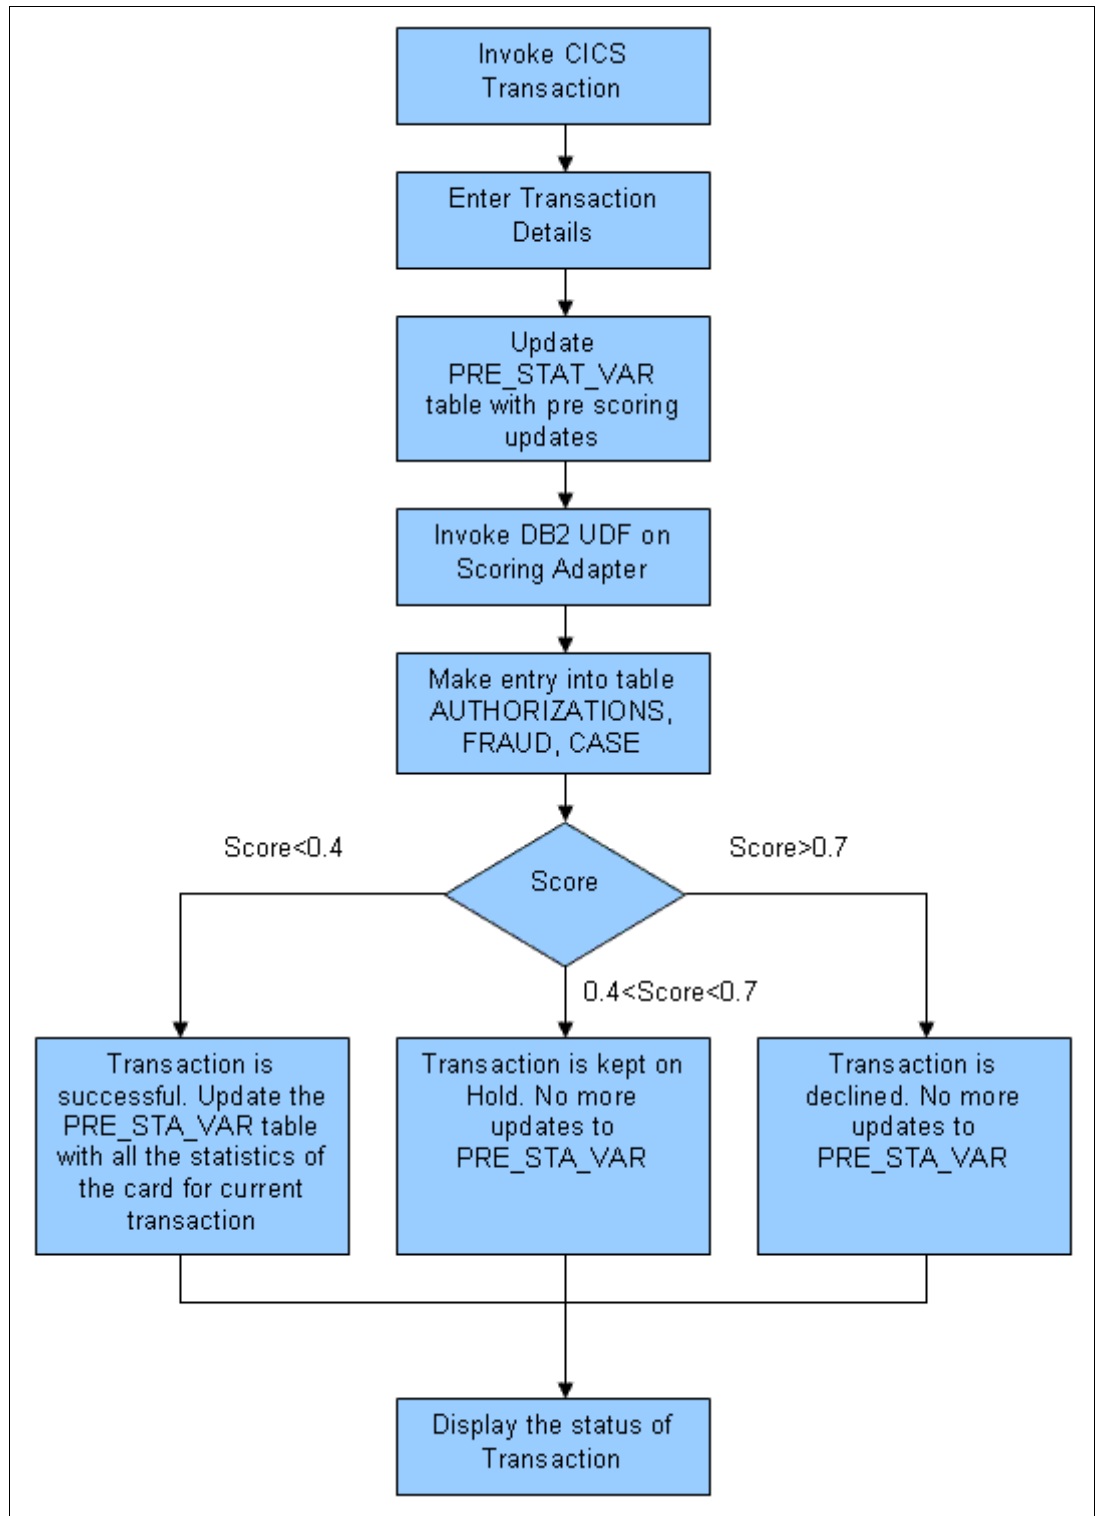 Invoke CICS
Transaction
Enter Transaction
Details
Update
PRE_STAT_VAR
table with pre scoring
updates
Invoke DB2 UDF on
Scoring Adapter
Make entry into table
AUTHORIZATIONS,
FRAUD, CASE
Score<0.4
Score>0.7
Score
0.4<Score<0.7
Transaction is
successful. Update the
PRE_STA_VAR table
with all the statistics of
the card for current
transaction
Transaction is kept on
Hold. No more
updates to
PRE_STA_VAR
Transaction is
declined. No more
updates to
PRE_STA_VAR
Display the status of
Transaction